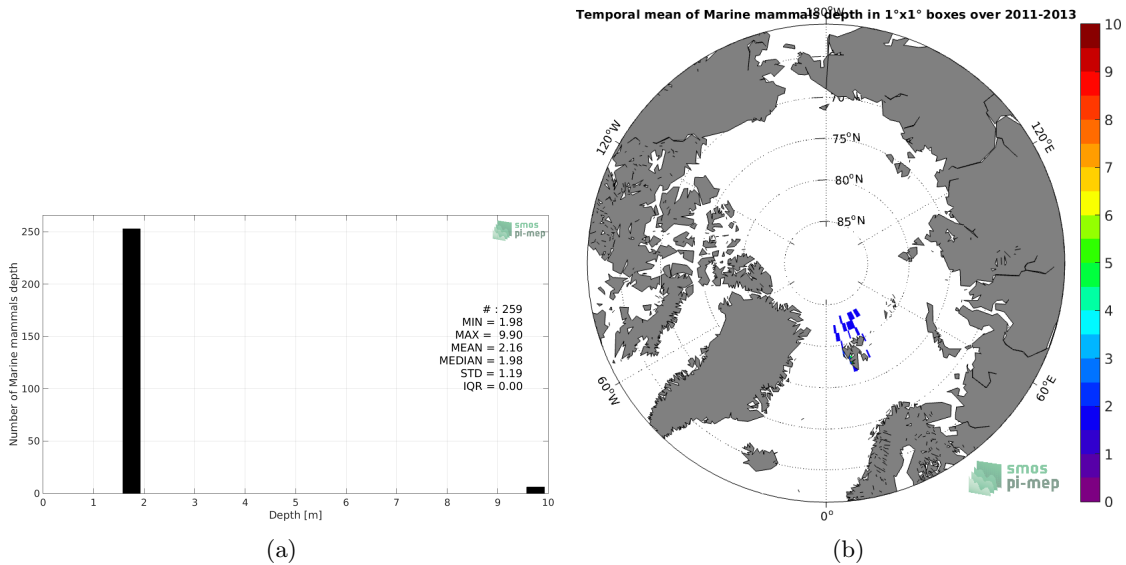 250
200
150
100
50
0
Number of Marine mammals depth
smos
pi-mep
# : 259
MIN = 1.98
MAX = 9.90
MEAN = 2.16
MEDIAN = 1.98
STD = 1.19
IQR = 0.00
0 1 2 3 4 5 6 7 8 9 10
Depth [m]
(a)
Temporal mean of Marine mammals depth in 1°x1° boxes over 2011-2013
180°W
120°W
120°E
70°N
75°N
80°N
85°N
60°W
60°E
0°
smos
pi-mep
10
9
8
7
6
5
4
3
2
1
0
(b)